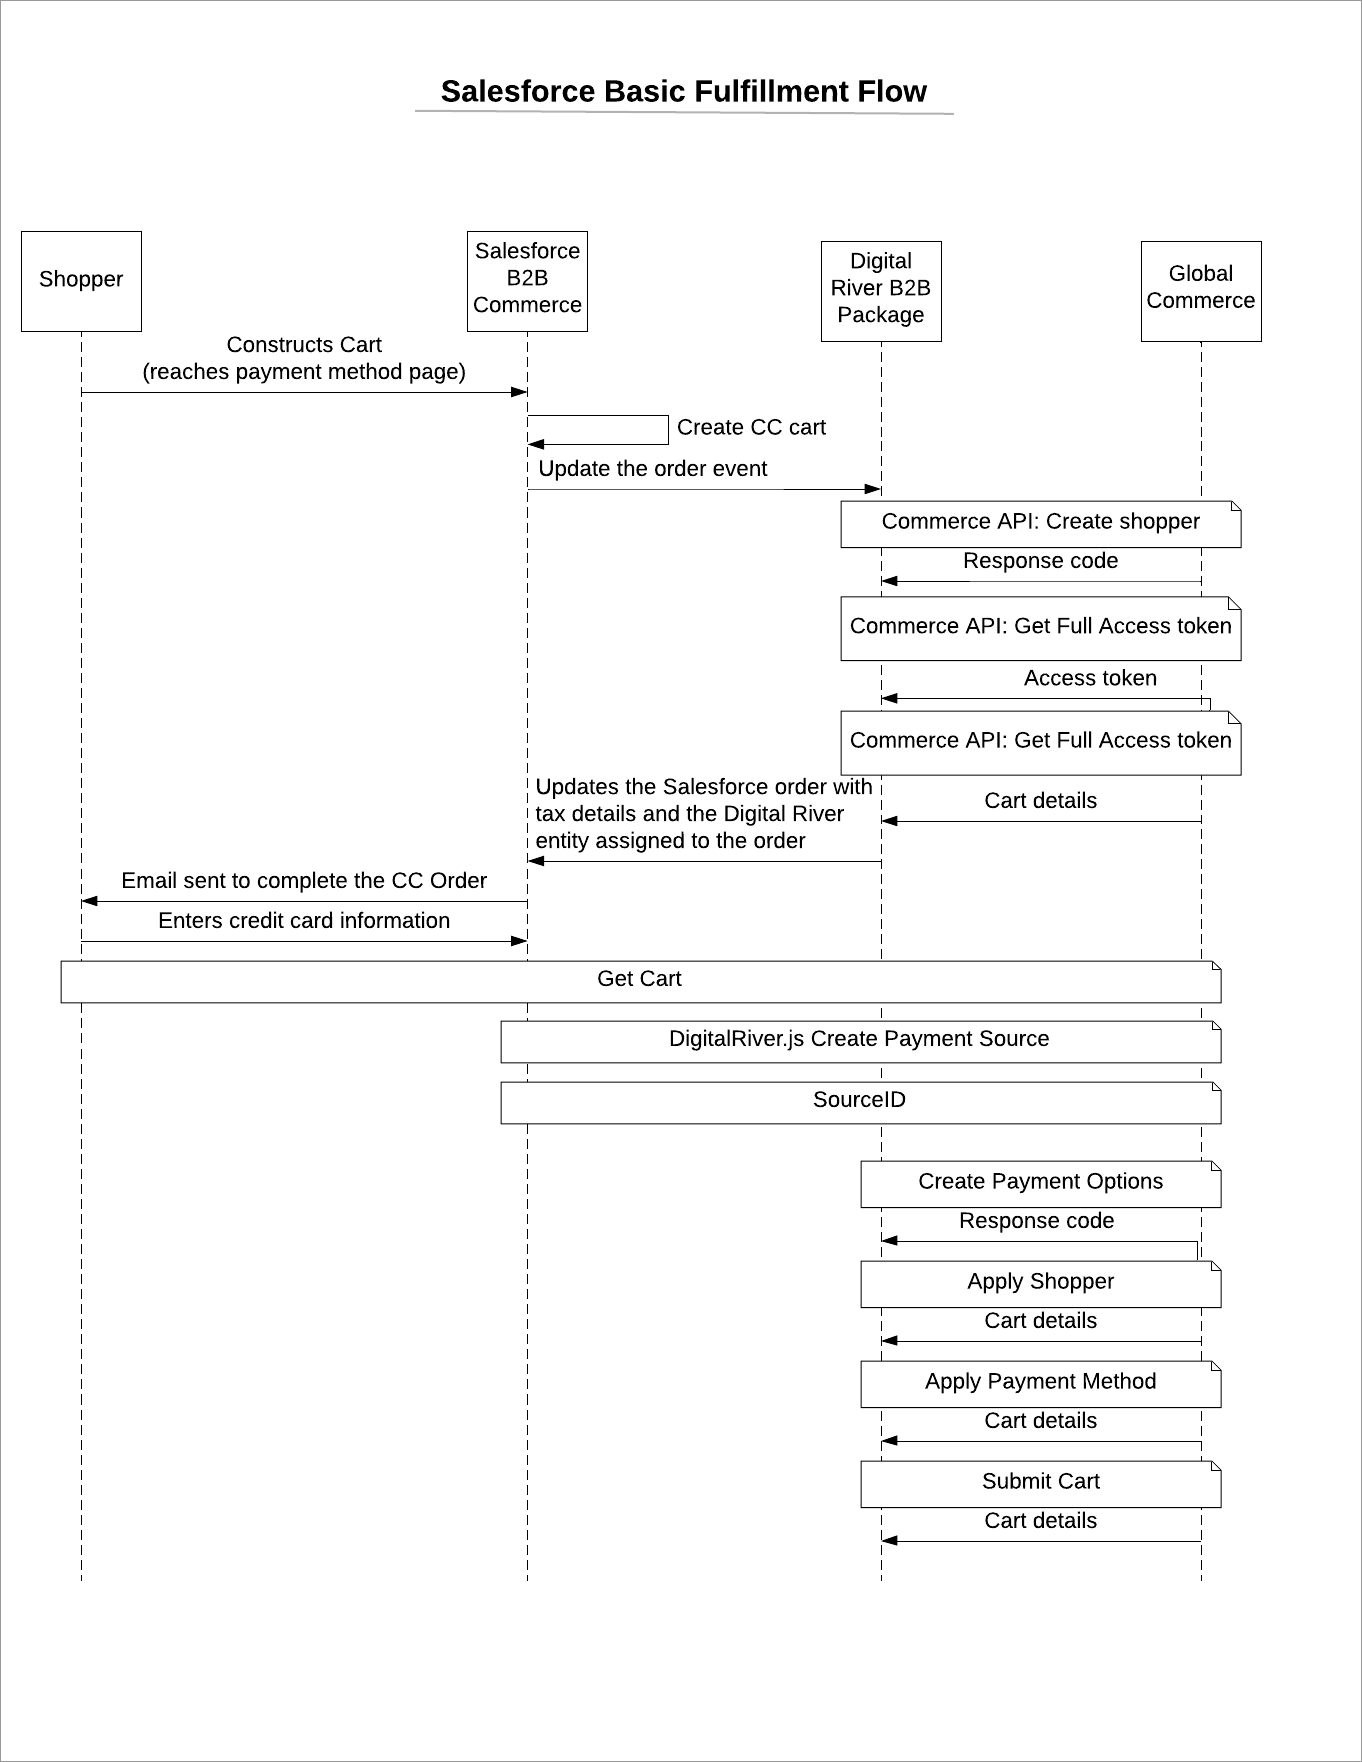 Salesforce Basic Fulfillment Flow
Shopper
Salesforce
B2B
Commerce
Digital
River B2B
Package
Global
Commerce
Constructs Cart
(reaches payment method page)
Create CC cart
Update the order event
Commerce API: Create shopper
Response code
Commerce API: Get Full Access token
Access token
Commerce API: Get Full Access token
Updates the Salesforce order with
tax details and the Digital River
entity assigned to the order
Cart details
Email sent to complete the CC Order
Enters credit card information
Get Cart
DigitalRiver.js Create Payment Source
SourceID
Create Payment Options
Response code
Apply Shopper
Cart details
Apply Payment Method
Cart details
Submit Cart
Cart details